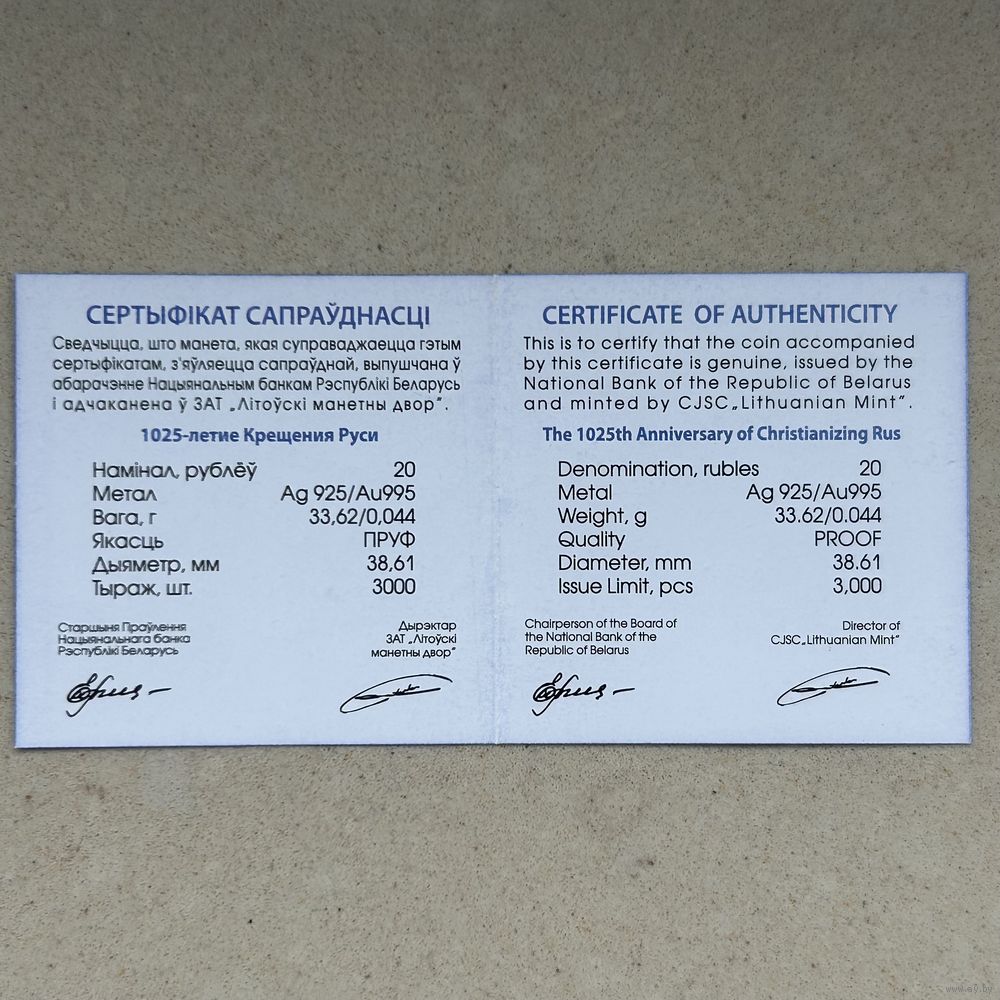 СЕРТЫФІКАТ САПРАЎДНАСЦІ
Сведчыцца, што манета, якая суправаджаецца гэтым
сертыфікатам, з'яўляецца сапраўднай, выпушчана ў
абарачэнне Нацыянальным банкам Рэспублікі Беларусь
і адчаканена ў ЗАТ „Літоўскі манетны двор”.
1025-летие Крещения Руси
Намінал, рублёў 20
Метал Ag 925/Au995
Вага, г 33,62/0,044
Якасць ПРУФ
Дыяметр, мм 38,61
Тыраж, шт. 3000
Старшыня Праўлення
Нацыянальнага банка
Рэспублікі Беларусь
Дырэктар
ЗАТ „Літоўскі
манетны двор”
CERTIFICATE OF AUTHENTICITY
This is to certify that the coin accompanied
by this certificate is genuine, issued by the
National Bank of the Republic of Belarus
and minted by CJSC„Lithuanian Mint”.
The 1025th Anniversary of Christianizing Rus
Denomination, rubles 20
Metal Ag 925/Au995
Weight, g 33.62/0.044
Quality PROOF
Diameter, mm 38.61
Issue Limit, pcs 3,000
Chairperson of the Board of
the National Bank of the
Republic of Belarus
Director of
CJSC„Lithuanian Mint”
www.ay.by